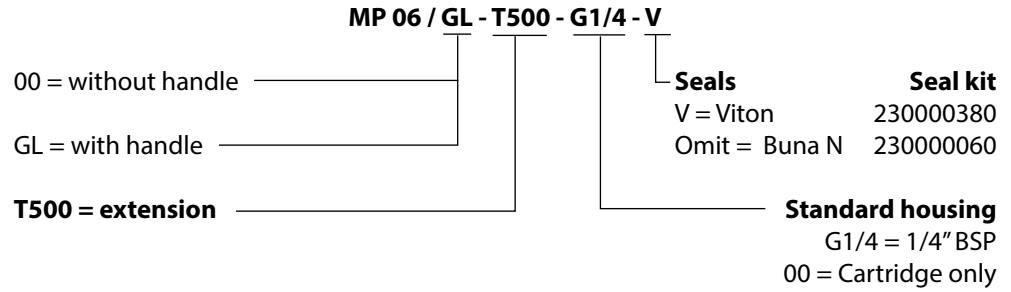 MP 06 / GL - T500 - G1/4 - V
00 = without handle
GL = with handle
T500 = extension
Seals Seal kit
V = Viton 230000380
Omit = Buna N 230000060
Standard housing
G1/4 = 1/4” BSP
00 = Cartridge only